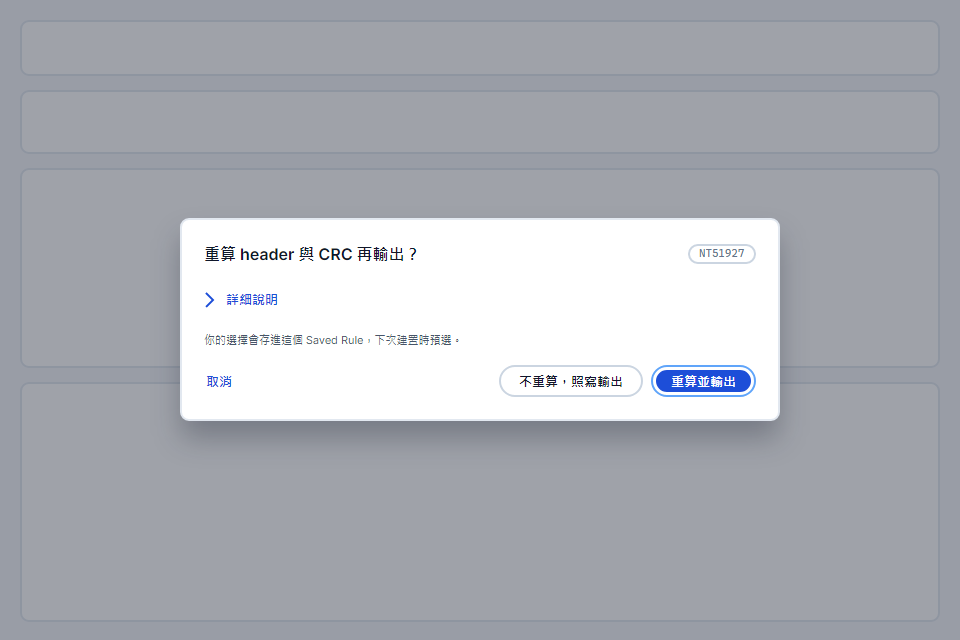 重算 header 與 CRC 再輸出？
NT51927
詳細說明
你的選擇會存進這個 Saved Rule，下次建置時預選。
取消
不重算，照寫輸出
重算並輸出